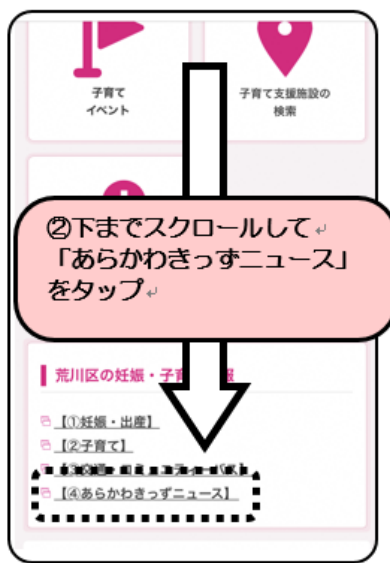 子育て
イベント
子育て支援施設の
検索
②下までスクロールして
「あらかわきっずニュース」
をタップ
荒川区の妊娠・子育
報
【①妊娠・出産】
【②子育て】
【④あらかわきっずニュース】